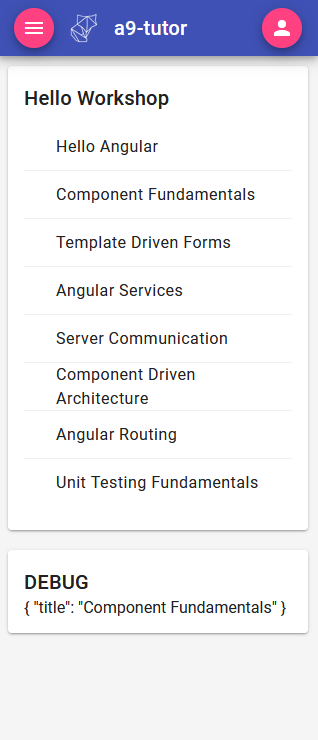 a9-tutor
Hello Workshop
Hello Angular
Component Fundamentals
Template Driven Forms
Angular Services
Server Communication
Component Driven
Architecture
Angular Routing
Unit Testing Fundamentals
DEBUG
{ "title": "Component Fundamentals" }